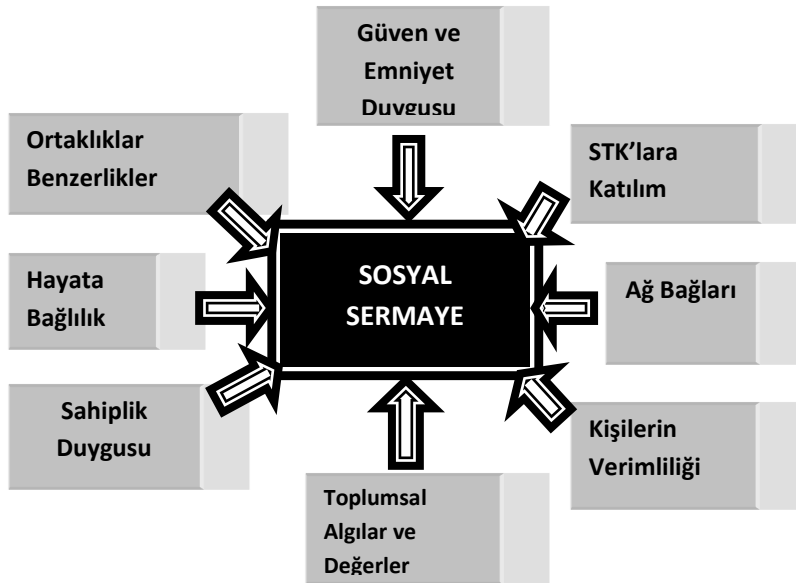 Güven ve
Emniyet
Duygusu
Ortaklıklar
Benzerlikler
STK'lara
Katılım
Hayata
Bağlılık
SOSYAL
SERMAYE
Ağ Bağları
Sahiplik
Duygusu
Kişilerin
Verimliliği
Toplumsal
Algılar ve
Değerler